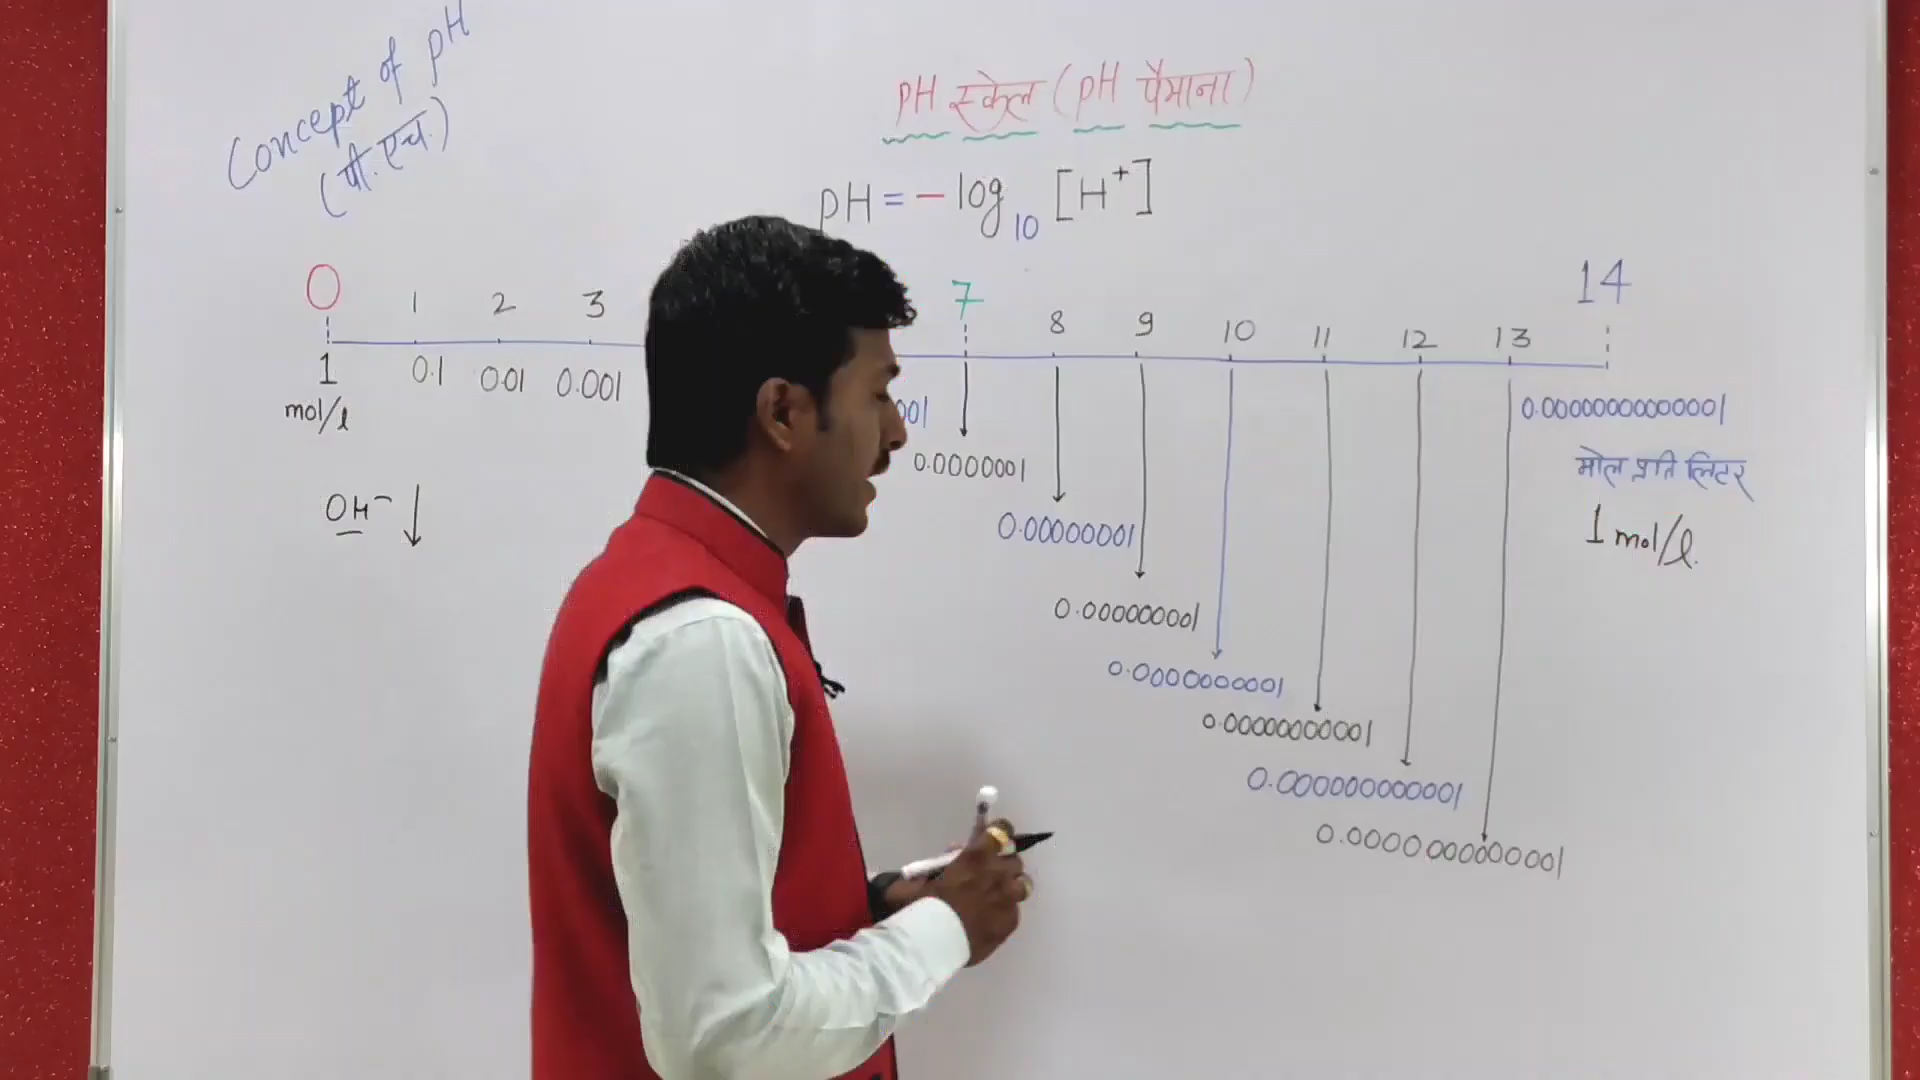 Concept of pH
(पी.एच.)
pH स्केल (pH पैमाना)
pH = - log10 [H+]
0 1 2 3 7 8 9 10 11 12 13 14
1 0.1 0.01 0.001
mol/l
0.0000001
0.00000001
0.000000001
0.0000000001
0.00000000001
0.000000000001
0.0000000000001
0.00000000000001
मोल प्रति लिटर
1 mol/l.
OH- ↓